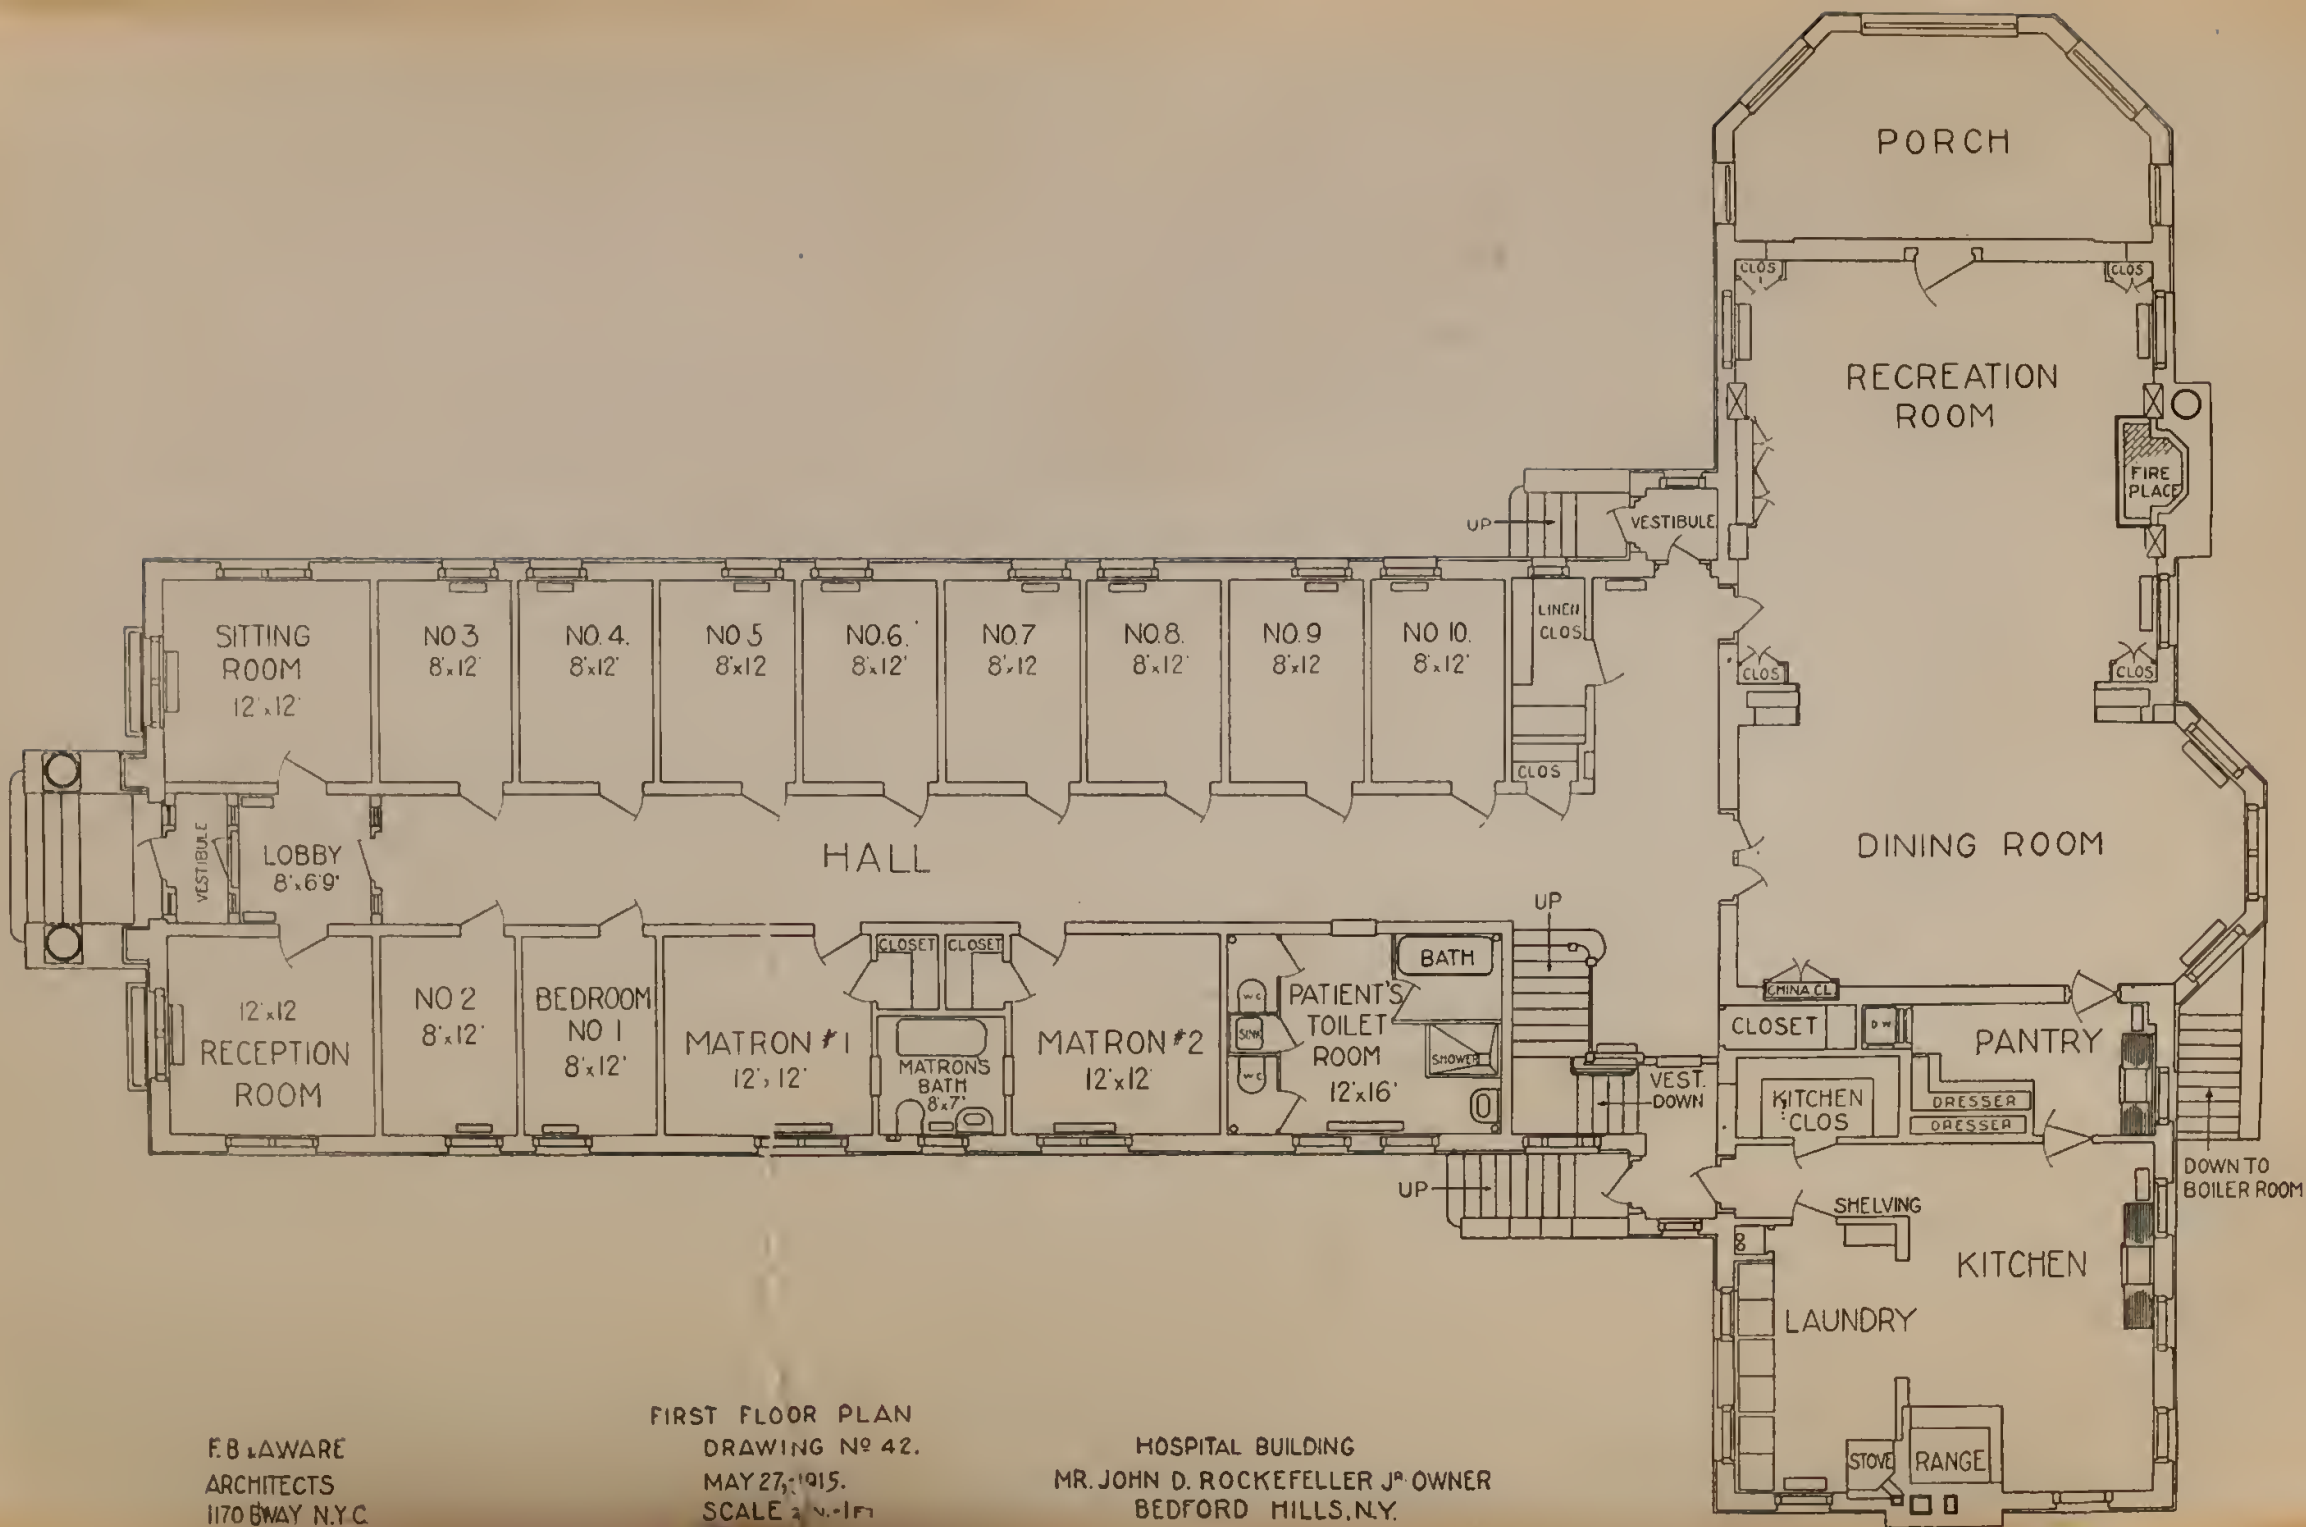 PORCH
CLOS
CLOS
RECREATION
ROOM
FIRE
PLACE
UP
VESTIBULE
SITTING
ROOM
12'x12'
NO 3
8'x12'
NO. 4.
8'x12'
NO 5
8'x12
NO.6.
8'x12'
NO.7
8'x12
NO.8.
8'x12'
NO.9
8'x12
NO 10.
8'x12'
LINEN
CLOS
CLOS
CLOS
CLOS
VESTIBULE
LOBBY
8'x6'9"
HALL
DINING ROOM
UP
12'x12
RECEPTION
ROOM
NO 2
8'x12'
BEDROOM
NO 1
8'x12'
MATRON #1
12', 12'
CLOSET
CLOSET
MATRONS
BATH
8'x7'
MATRON #2
12'x12'
WC
SINK
WC
PATIENT'S
TOILET
ROOM
12'x16'
BATH
SHOWER
VEST.
DOWN
CHINA CL
CLOSET
DW
PANTRY
KITCHEN
CLOS
DRESSER
DRESSER
DOWN TO
BOILER ROOM
UP
SHELVING
KITCHEN
LAUNDRY
STOVE
RANGE
F.B & A WARE
ARCHITECTS
1170 B'WAY N.Y.C
FIRST FLOOR PLAN
DRAWING Nº 42.
MAY 27, 1915.
SCALE
HOSPITAL BUILDING
MR. JOHN D. ROCKEFELLER JR. OWNER
BEDFORD HILLS, N.Y.